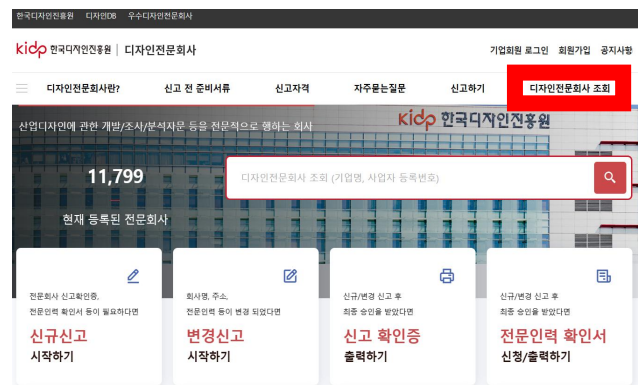 한국디자인진흥원 디자인DB 우수디자인전문회사
kidp 한국디자인진흥원 | 디자인전문회사
기업회원 로그인 회원가입 공지사항
디자인전문회사란? 신고 전 준비서류 신고자격 자주묻는질문 신고하기 디자인전문회사 조회
산업디자인에 관한 개발/조사/분석자문 등을 전문적으로 행하는 회사
kidp 한국디자인진흥원
11,799
현재 등록된 전문회사
디자인전문회사 조회 (기업명, 사업자 등록번호)
전문회사 신고확인증,
전문인력 확인서 등이 필요하다면
신규신고
시작하기
회사명, 주소,
전문인력 등이 변경 되었다면
변경신고
시작하기
신규/변경 신고 후
최종 승인을 받았다면
신고 확인증
출력하기
신규/변경 신고 후
최종 승인을 받았다면
전문인력 확인서
신청/출력하기